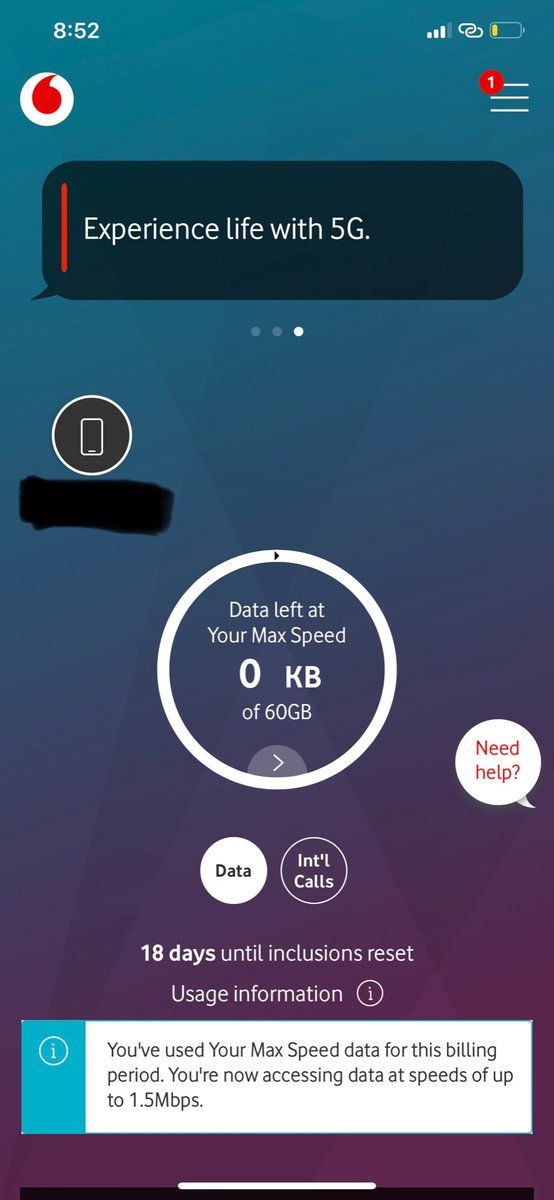 8:52
1
Experience life with 5G.
Data left at
Your Max Speed
0 KB
of 60GB
Need
help?
Data
Int'l
Calls
18 days until inclusions reset
Usage information
You've used Your Max Speed data for this billing
period. You're now accessing data at speeds of up
to 1.5Mbps.